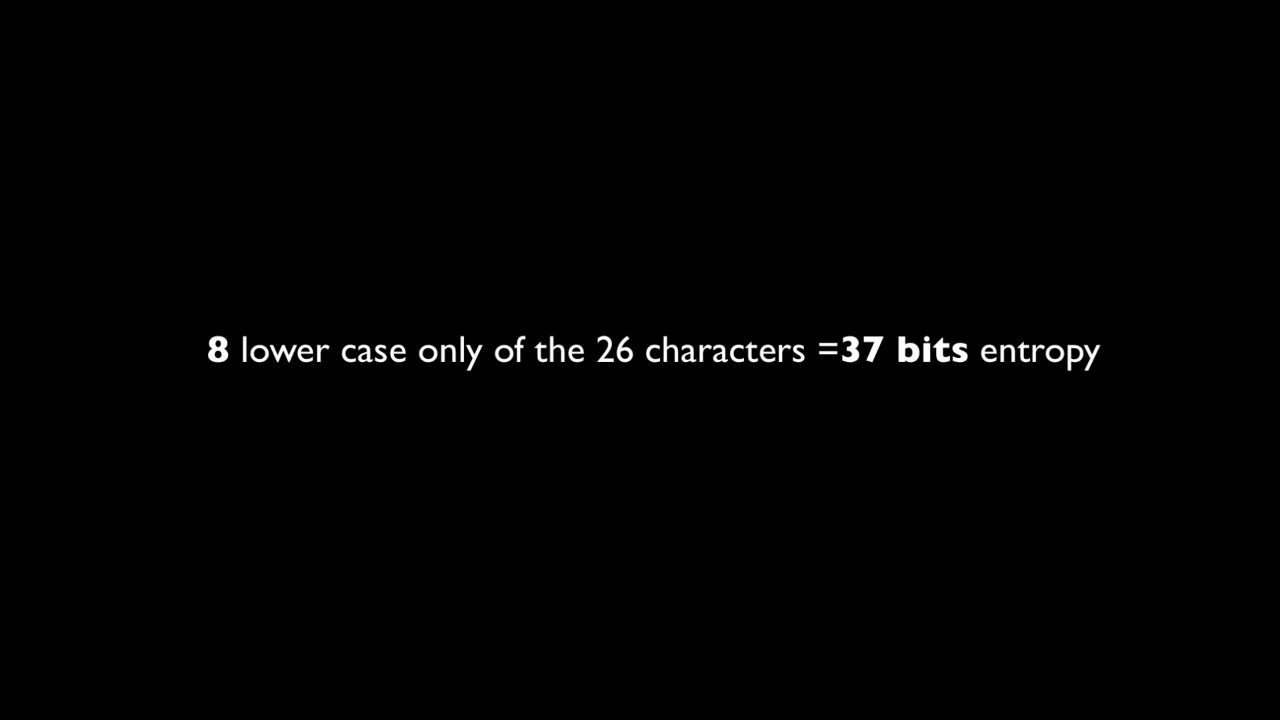 8 lower case only of the 26 characters =37 bits entropy